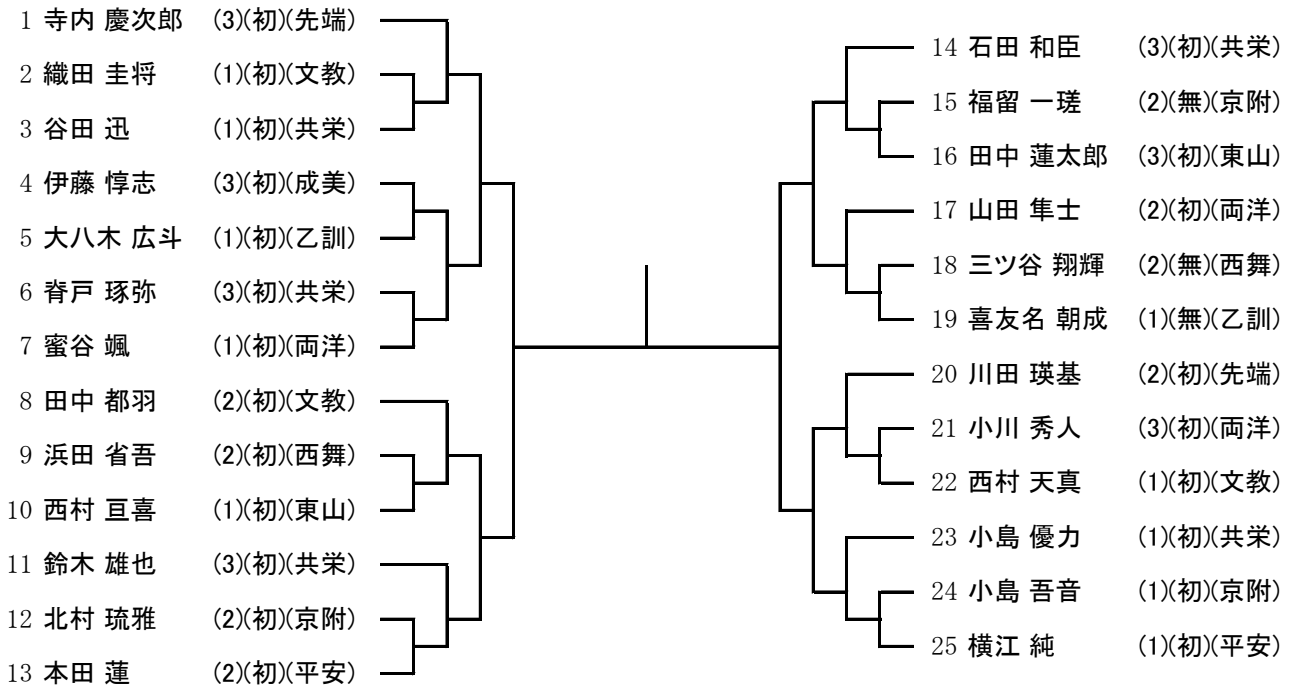 1 寺内 慶次郎 (3)(初)(先端)
2 織田 圭将 (1)(初)(文教)
3 谷田 迅 (1)(初)(共栄)
4 伊藤 惇志 (3)(初)(成美)
5 大八木 広斗 (1)(初)(乙訓)
6 脊戸 琢弥 (3)(初)(共栄)
7 蜜谷 颯 (1)(初)(両洋)
8 田中 都羽 (2)(初)(文教)
9 浜田 省吾 (2)(初)(西舞)
10 西村 亘喜 (1)(初)(東山)
11 鈴木 雄也 (3)(初)(共栄)
12 北村 琉雅 (2)(初)(京附)
13 本田 蓮 (2)(初)(平安)
14 石田 和臣 (3)(初)(共栄)
15 福留 一瑳 (2)(無)(京附)
16 田中 蓮太郎 (3)(初)(東山)
17 山田 隼士 (2)(初)(両洋)
18 三ツ谷 翔輝 (2)(無)(西舞)
19 喜友名 朝成 (1)(無)(乙訓)
20 川田 瑛基 (2)(初)(先端)
21 小川 秀人 (3)(初)(両洋)
22 西村 天真 (1)(初)(文教)
23 小島 優力 (1)(初)(共栄)
24 小島 吾音 (1)(初)(京附)
25 横江 純 (1)(初)(平安)